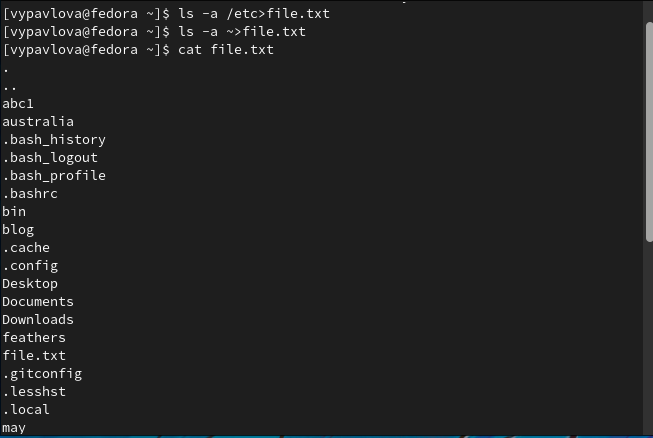 [vypavlova@fedora ~]$ ls -a /etc>file.txt
[vypavlova@fedora ~]$ ls -a ~>file.txt
[vypavlova@fedora ~]$ cat file.txt
.
..
abc1
australia
.bash_history
.bash_logout
.bash_profile
.bashrc
bin
blog
.cache
.config
Desktop
Documents
Downloads
feathers
file.txt
.gitconfig
.lesshst
.local
may